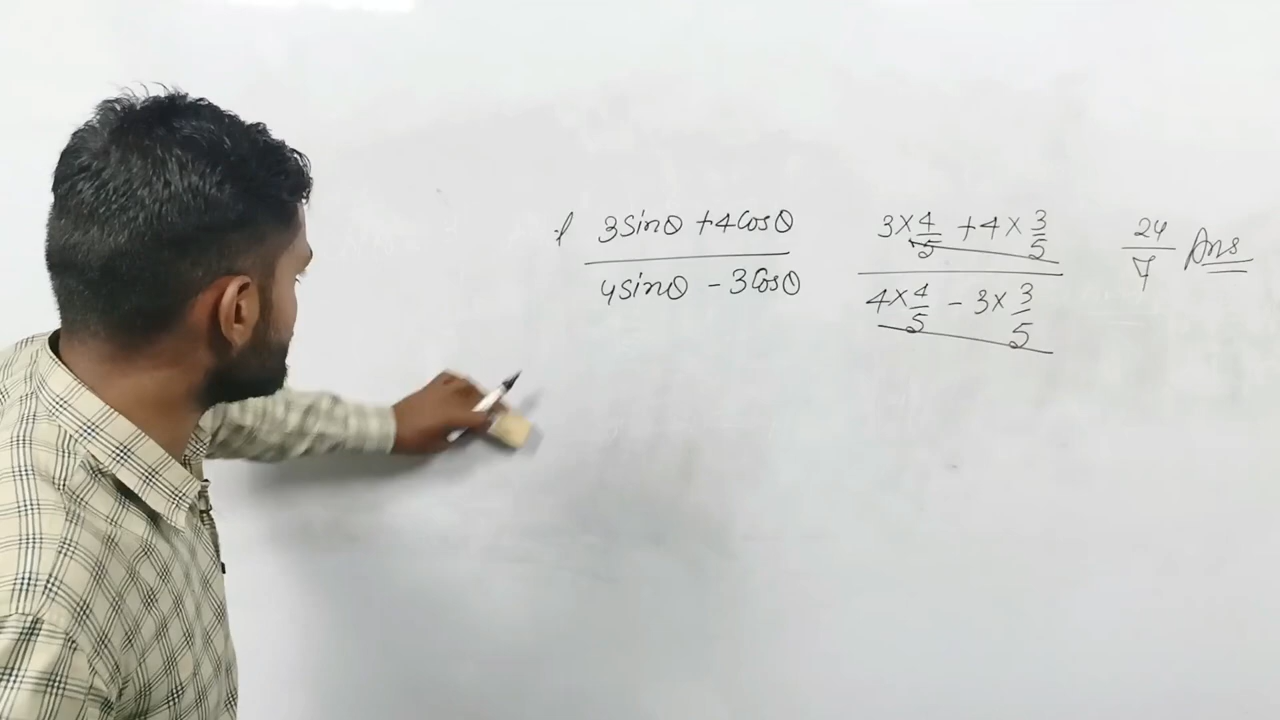 3sinθ + 4cosθ
4sinθ - 3cosθ
3×4/5 + 4×3/5
4×4/5 - 3×3/5
24/7 Ans